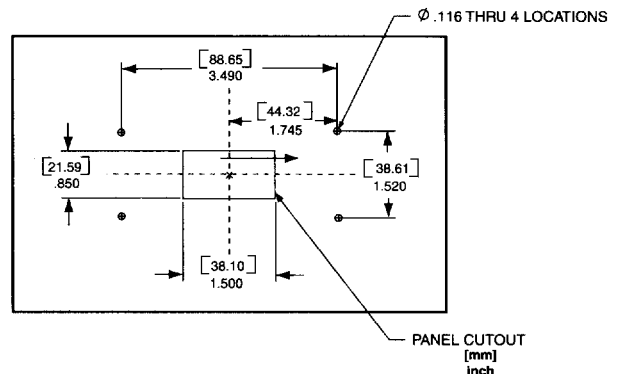 Ø .116 THRU 4 LOCATIONS
[88.65]
3.490
[44.32]
1.745
[21.59]
.850
[38.61]
1.520
[38.10]
1.500
PANEL CUTOUT
[mm]
inch